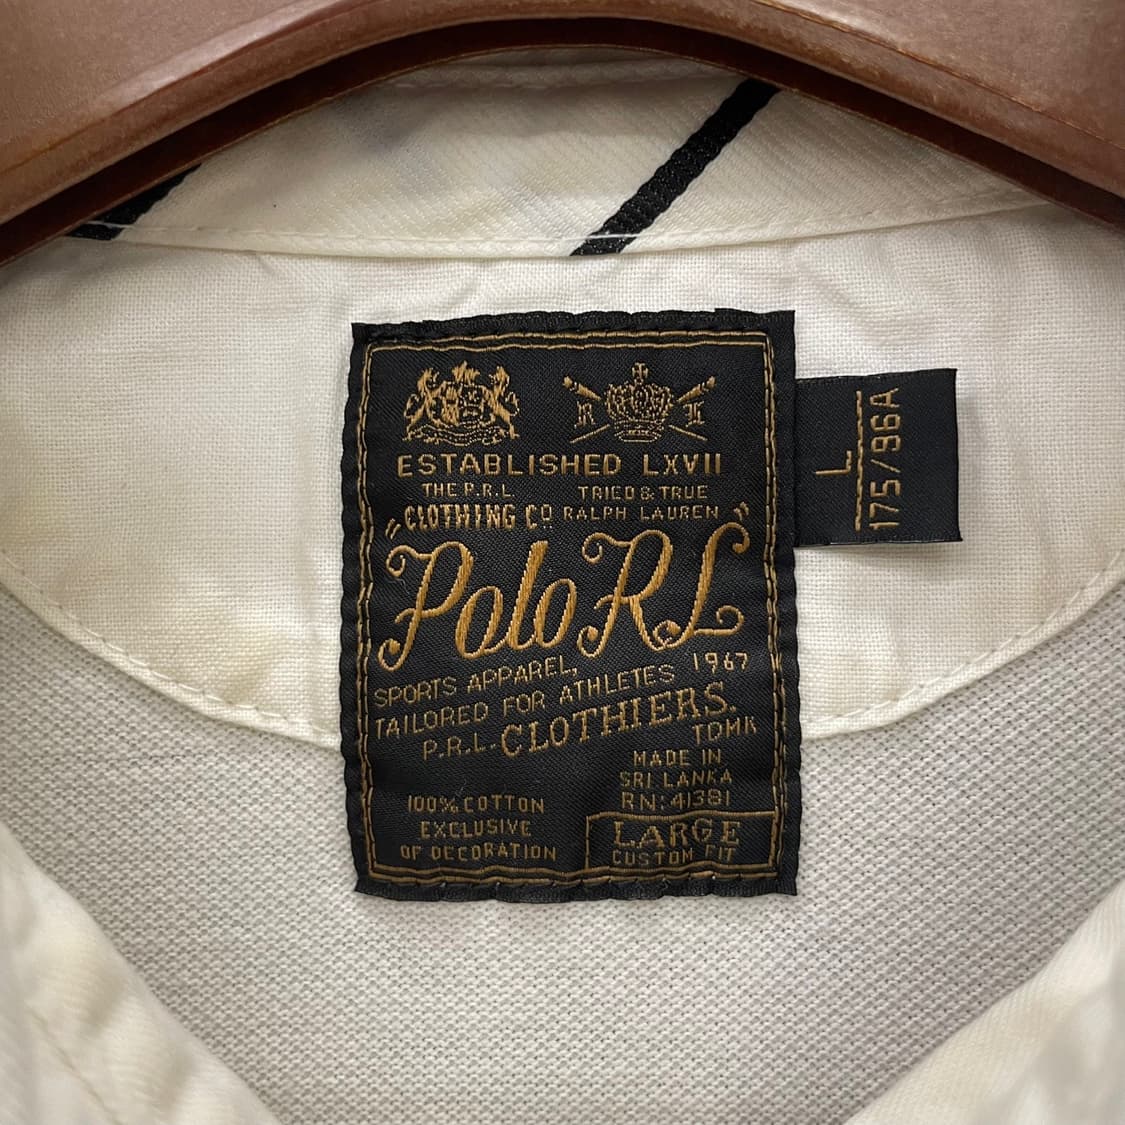 R L
ESTABLISHED LXVII
THE P.R.L
TRIED & TRUE
"CLOTHING CO RALPH LAUREN"
Polo RL
SPORTS APPAREL, 1967
TAILORED FOR ATHLETES
P.R.L. CLOTHIERS.
TDMK
MADE IN
SRI LANKA
RN: 41381
100% COTTON
EXCLUSIVE
OF DECORATION
LARGE
CUSTOM FIT
L
175/96A